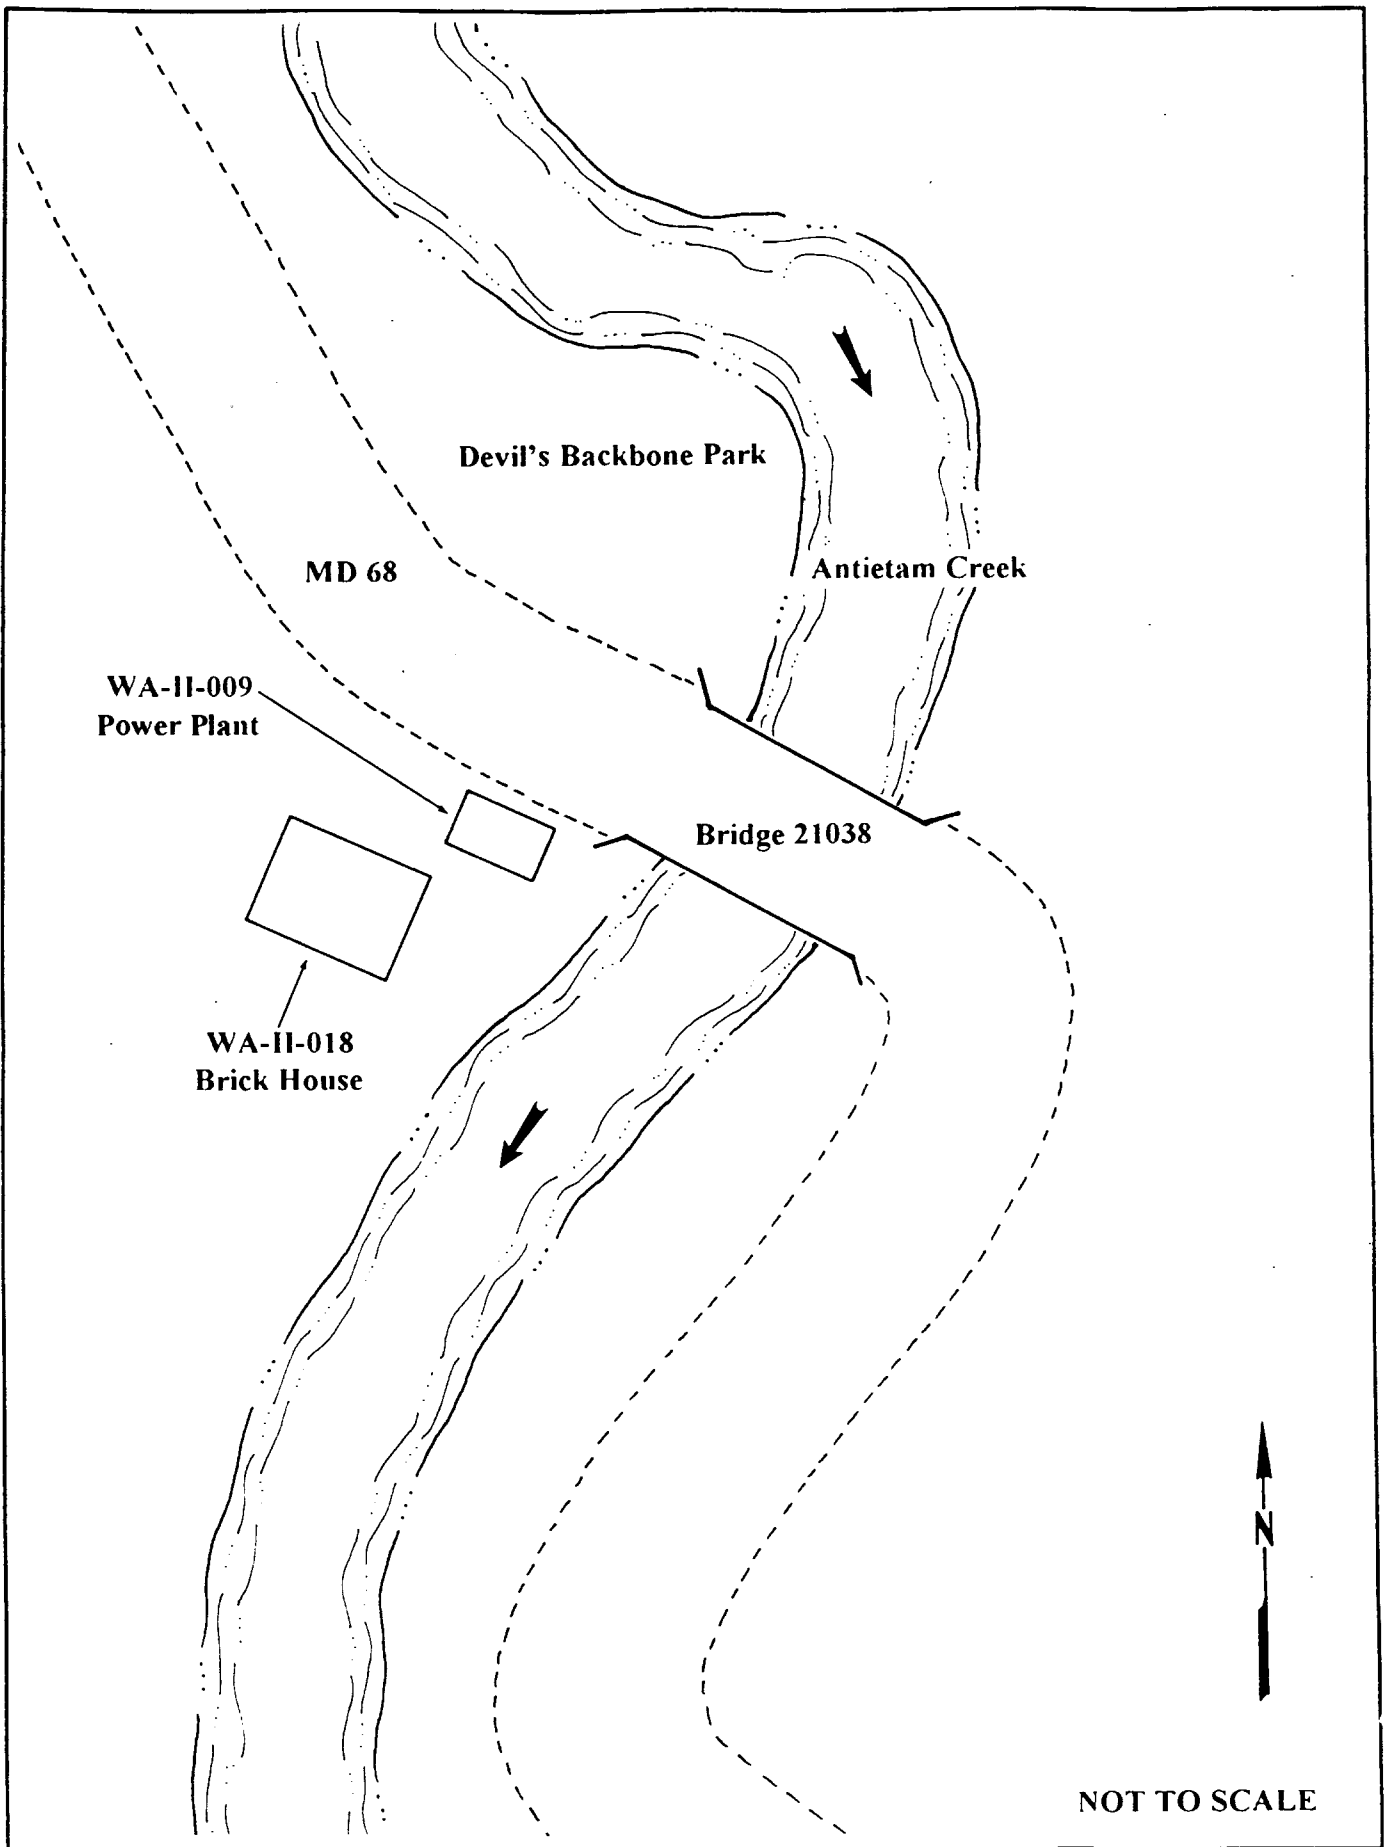 Devil's Backbone Park
MD 68
Antietam Creek
WA-II-009
Power Plant
Bridge 21038
WA-II-018
Brick House
N
NOT TO SCALE